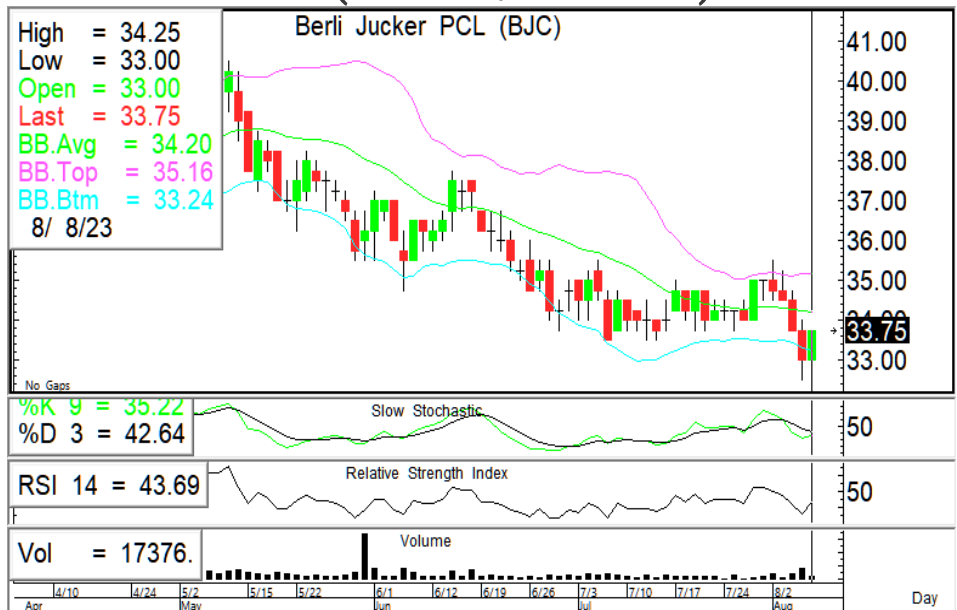 Berli Jucker PCL (BJC)
High = 34.25
Low = 33.00
Open = 33.00
Last = 33.75
BB.Avg = 34.20
BB.Top = 35.16
BB.Btm = 33.24
8/ 8/23
41.00
40.00
39.00
38.00
37.00
36.00
35.00
34.00
33.75
33.00
No Gaps
%K 9 = 35.22
%D 3 = 42.64
Slow Stochastic
50
RSI 14 = 43.69
Relative Strength Index
50
Vol = 17376.
Volume
4/10 4/24 5/2 5/15 5/22 6/1 6/12 6/19 6/26 7/3 7/10 7/17 7/24 8/2
Apr May Jun Jul Aug
Day